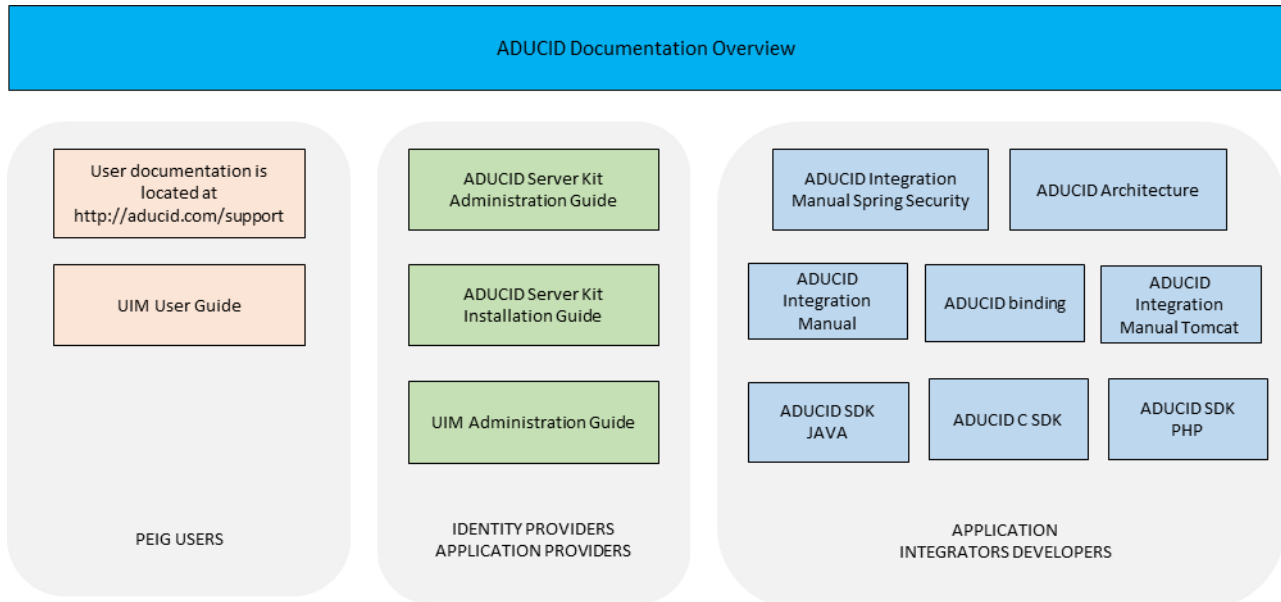 ADUCID Documentation Overview
User documentation is
located at
http://aducid.com/support
UIM User Guide
PEIG USERS
ADUCID Server Kit
Administration Guide
ADUCID Server Kit
Installation Guide
UIM Administration Guide
IDENTITY PROVIDERS
APPLICATION PROVIDERS
ADUCID Integration
Manual Spring Security
ADUCID Architecture
ADUCID
Integration
Manual
ADUCID binding
ADUCID
Integration
Manual Tomcat
ADUCID SDK
JAVA
ADUCID C SDK
ADUCID SDK
PHP
APPLICATION
INTEGRATORS DEVELOPERS